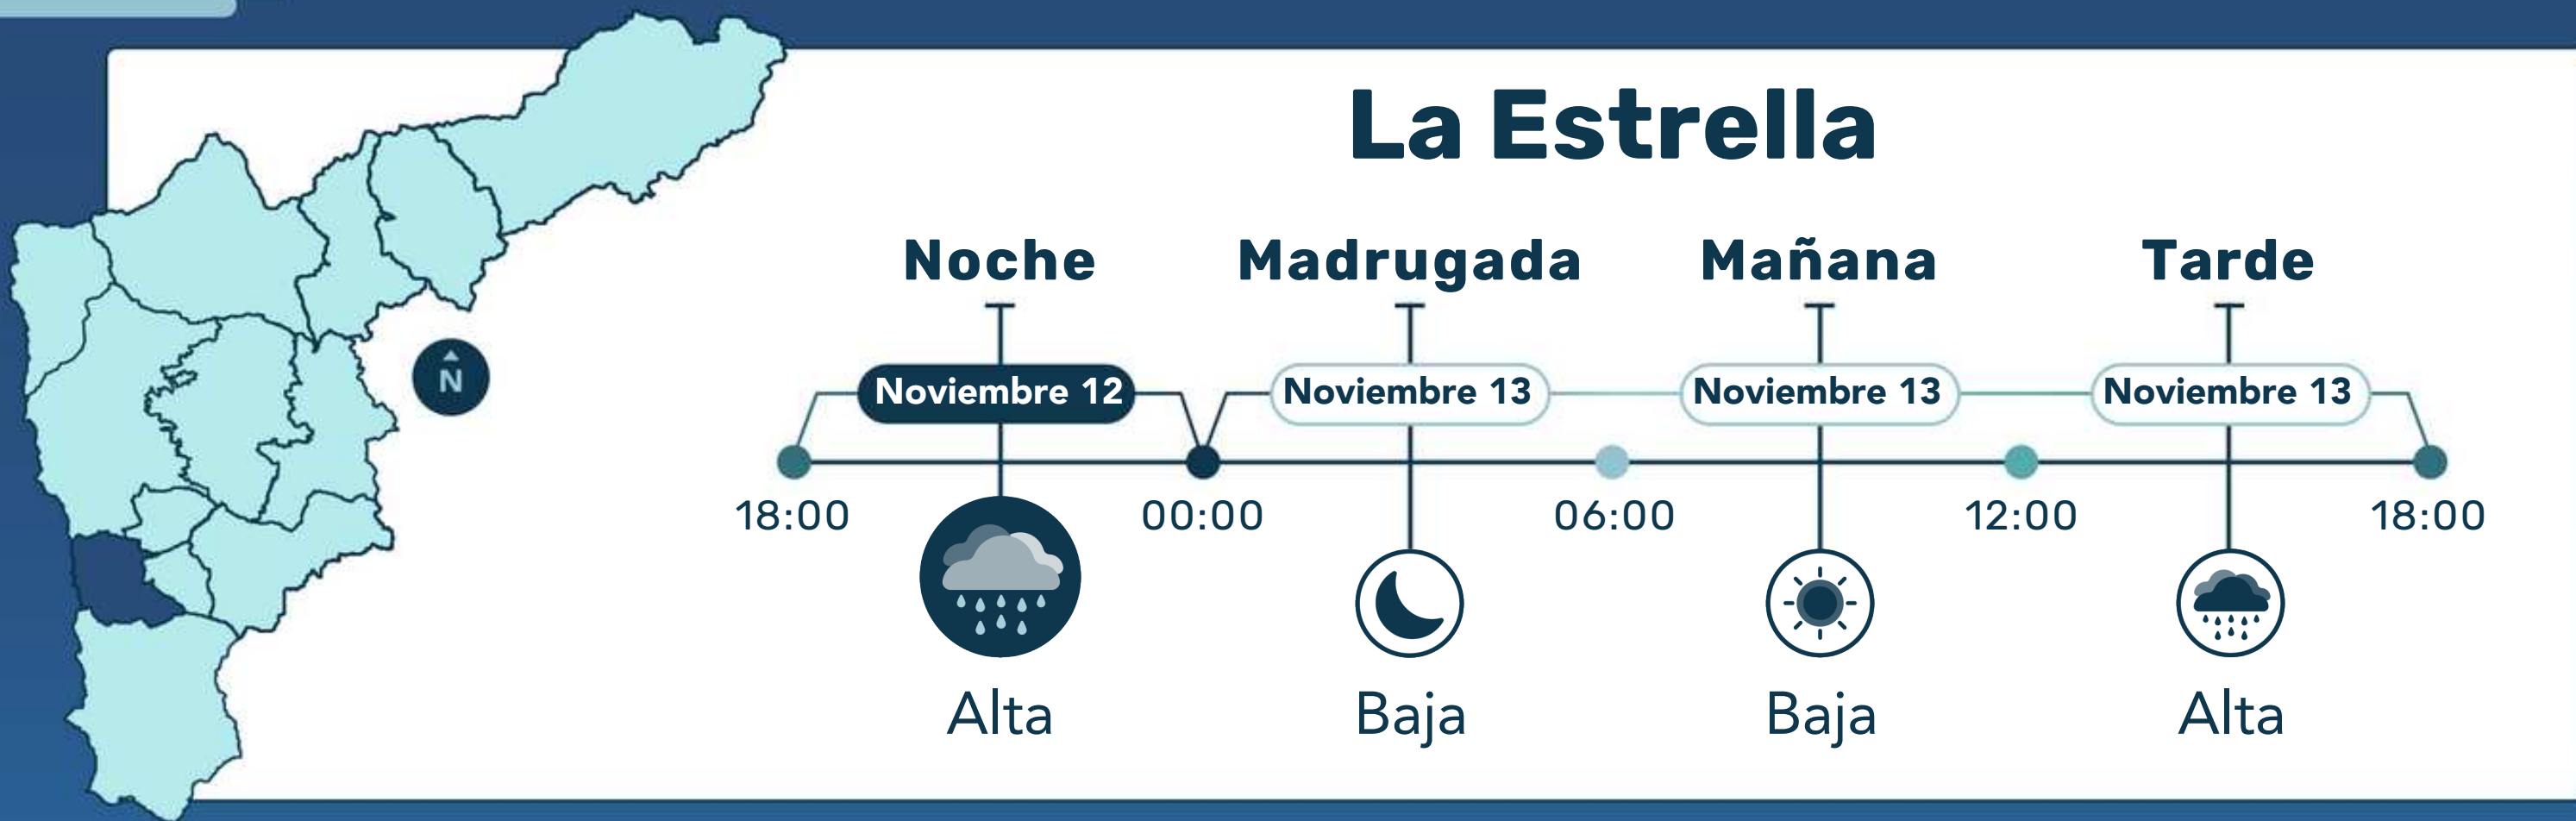 La Estrella
Noche Madrugada Mañana Tarde
N
Noviembre 12 Noviembre 13 Noviembre 13 Noviembre 13
18:00 00:00 06:00 12:00 18:00
Alta Baja Baja Alta